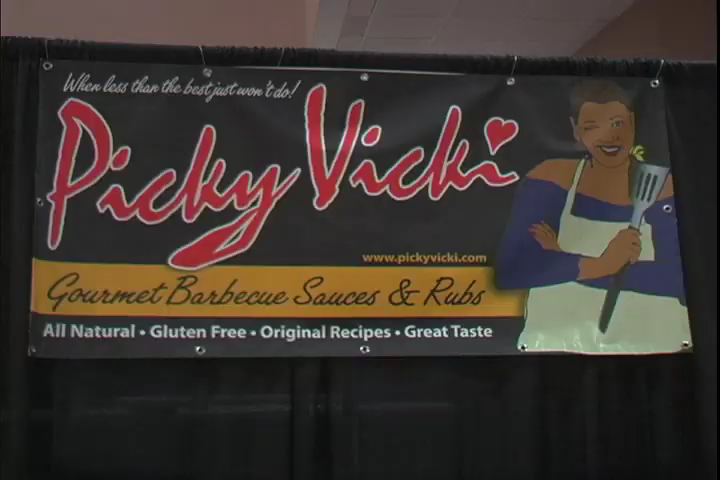 When less than the best just won't do!
Picky Vicki
www.pickyvicki.com
Gourmet Barbecue Sauces & Rubs
All Natural • Gluten Free • Original Recipes • Great Taste